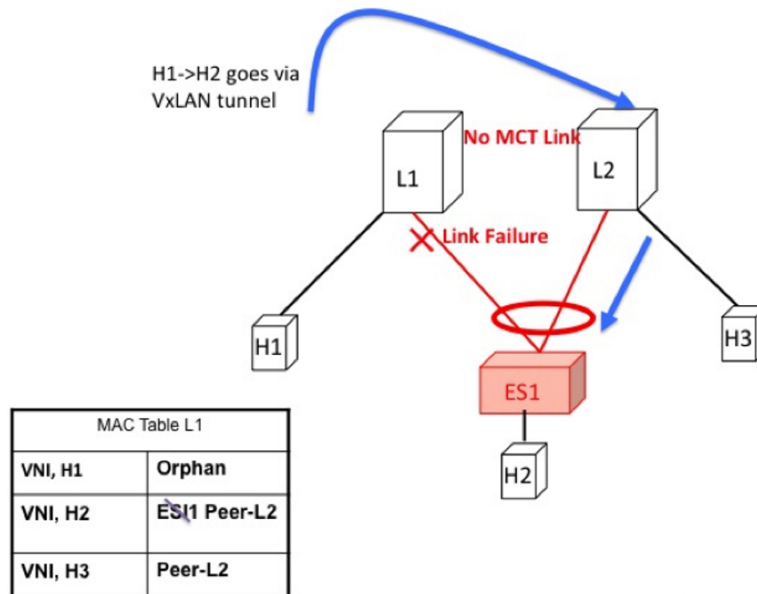 H1->H2 goes via
VxLAN tunnel
No MCT Link
L1
L2
Link Failure
H1
H3
ES1
H2
MAC Table L1
VNI, H1 Orphan
VNI, H2 ESI1 Peer-L2
VNI, H3 Peer-L2